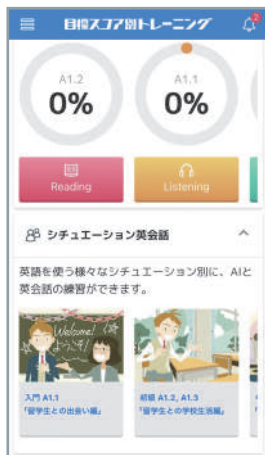 目標スコア別トレーニング
2
A1.2
0%
A1.1
0%
Reading
Listening
シチュエーション英会話
英語を使う様々なシチュエーション別に、AIと
英会話の練習ができます。
Welcome!
ようこそ!
入門 A1.1
「留学生との出会い編」
初級 A1.2, A1.3
「留学生との学校生活編」